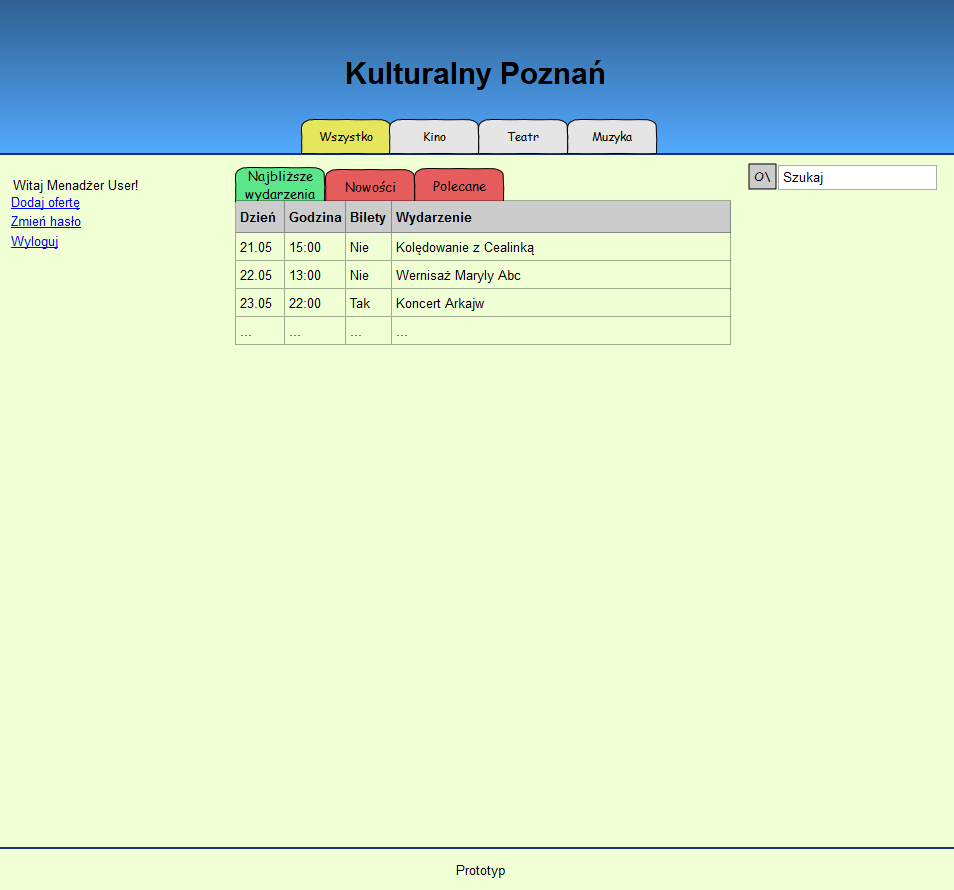 Kulturalny Poznań
Wszystko Kino Teatr Muzyka
Witaj Menadżer User!
Dodaj ofertę
Zmień hasło
Wyloguj
Najbliższe
wydarzenia
Nowości Polecane
Dzień Godzina Bilety Wydarzenie
21.05 15:00 Nie Kolędowanie z Cealinką
22.05 13:00 Nie Wernisaż Maryly Abc
23.05 22:00 Tak Koncert Arkajw
... ... ... ...
O\ Szukaj
Prototyp